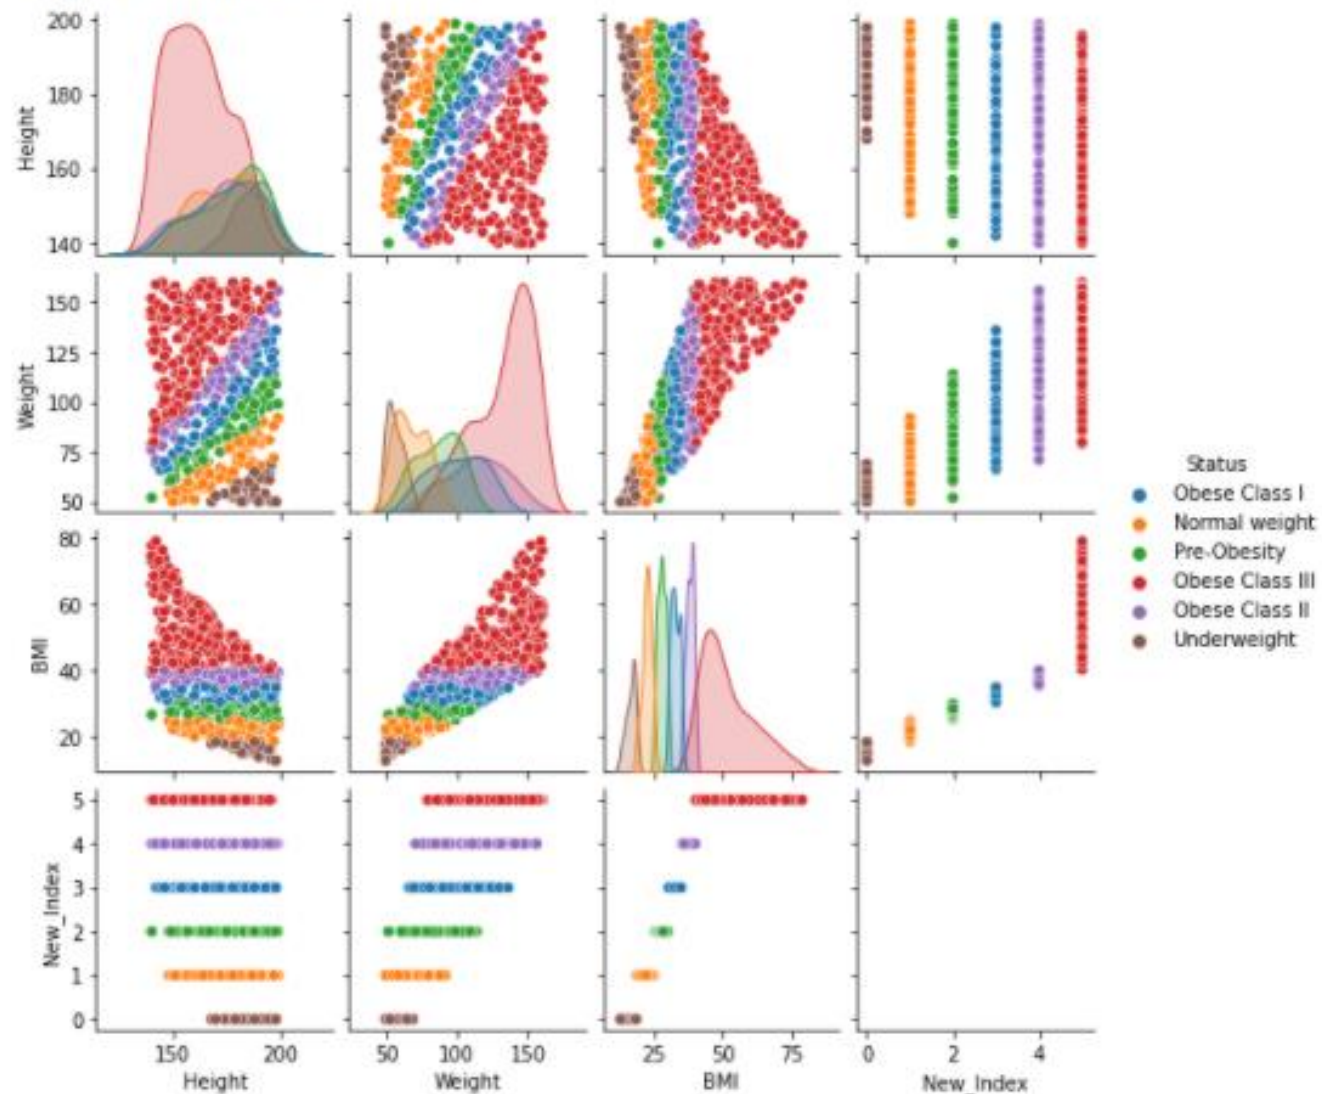 200
180
160
140
Height
150
125
100
75
50
Weight
80
60
40
20
BMI
5
4
3
2
1
0
New_Index
150 200
Height
50 100 150
Weight
25 50 75
BMI
0 2 4
New_Index
Status
Obese Class I
Normal weight
Pre-Obesity
Obese Class III
Obese Class II
Underweight